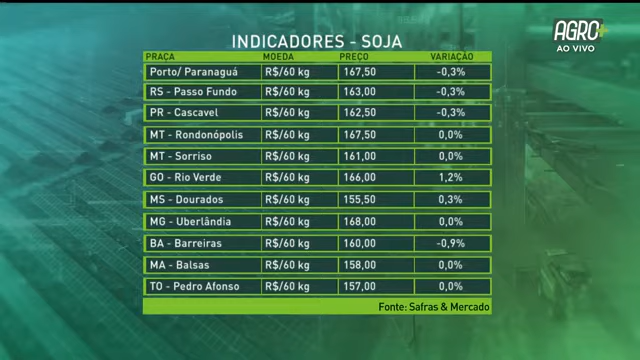 AGRO+
AO VIVO
INDICADORES - SOJA
PRAÇA MOEDA PREÇO VARIAÇÃO
Porto/ Paranaguá R$/60 kg 167,50 -0,3%
RS - Passo Fundo R$/60 kg 163,00 -0,3%
PR - Cascavel R$/60 kg 162,50 -0,3%
MT - Rondonópolis R$/60 kg 167,50 0,0%
MT - Sorriso R$/60 kg 161,00 0,0%
GO - Rio Verde R$/60 kg 166,00 1,2%
MS - Dourados R$/60 kg 155,50 0,3%
MG - Uberlândia R$/60 kg 168,00 0,0%
BA - Barreiras R$/60 kg 160,00 -0,9%
MA - Balsas R$/60 kg 158,00 0,0%
TO - Pedro Afonso R$/60 kg 157,00 0,0%
Fonte: Safras & Mercado